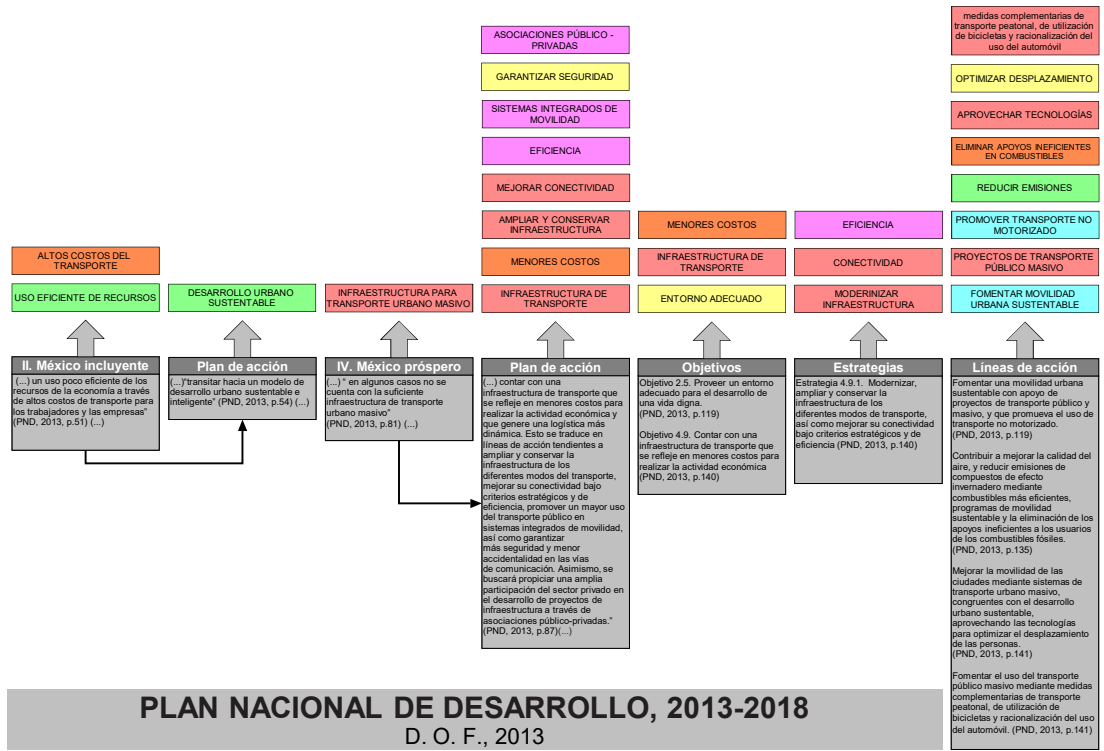 ALTOS COSTOS DEL
TRANSPORTE
USO EFICIENTE DE RECURSOS
II. México incluyente
(...) un uso poco eficiente de los
recursos de la economía a través
de altos costos de transporte para
los trabajadores y las empresas”
(PND, 2013, p.51) (...)
DESARROLLO URBANO
SUSTENTABLE
Plan de acción
(...)“transitar hacia un modelo de
desarrollo urbano sustentable e
inteligente” (PND, 2013, p.54) (...)
INFRAESTRUCTURA PARA
TRANSPORTE URBANO MASIVO
IV. México próspero
(...) “ en algunos casos no se
cuenta con la suficiente
infraestructura de transporte
urbano masivo”
(PND, 2013, p.81) (...)
ASOCIACIONES PÚBLICO -
PRIVADAS
GARANTIZAR SEGURIDAD
SISTEMAS INTEGRADOS DE
MOVILIDAD
EFICIENCIA
MEJORAR CONECTIVIDAD
AMPLIAR Y CONSERVAR
INFRAESTRUCTURA
MENORES COSTOS
INFRAESTRUCTURA DE
TRANSPORTE
Plan de acción
(...) contar con una
infraestructura de transporte que
se refleje en menores costos para
realizar la actividad económica y
que genere una logística más
dinámica. Esto se traduce en
líneas de acción tendientes a
ampliar y conservar la
infraestructura de los
diferentes modos del transporte,
mejorar su conectividad bajo
criterios estratégicos y de
eficiencia, promover un mayor uso
del transporte público en
sistemas integrados de movilidad,
así como garantizar
más seguridad y menor
accidentalidad en las vías
de comunicación. Asimismo, se
buscará propiciar una amplia
participación del sector privado en
el desarrollo de proyectos de
infraestructura a través de
asociaciones público-privadas.”
(PND, 2013, p.87)(...)
MENORES COSTOS
INFRAESTRUCTURA DE
TRANSPORTE
ENTORNO ADECUADO
Objetivos
Objetivo 2.5. Proveer un entorno
adecuado para el desarrollo de
una vida digna.
(PND, 2013, p.119)
Objetivo 4.9. Contar con una
infraestructura de transporte que
se refleje en menores costos para
realizar la actividad económica
(PND, 2013, p.140)
EFICIENCIA
CONECTIVIDAD
MODERINIZAR
INFRAESTRUCTURA
Estrategias
Estrategia 4.9.1. Modernizar,
ampliar y conservar la
infraestructura de los
diferentes modos de transporte,
así como mejorar su conectividad
bajo criterios estratégicos y de
eficiencia (PND, 2013, p.140)
medidas complementarias de
transporte peatonal, de utilización
de bicicletas y racionalización del
uso del automóvil
OPTIMIZAR DESPLAZAMIENTO
APROVECHAR TECNOLOGÍAS
ELIMINAR APOYOS INEFICIENTES
EN COMBUSTIBLES
REDUCIR EMISIONES
PROMOVER TRANSPORTE NO
MOTORIZADO
PROYECTOS DE TRANSPORTE
PÚBLICO MASIVO
FOMENTAR MOVILIDAD
URBANA SUSTENTABLE
Líneas de acción
Fomentar una movilidad urbana
sustentable con apoyo de
proyectos de transporte público y
masivo, y que promueva el uso de
transporte no motorizado.
(PND, 2013, p.119)
Contribuir a mejorar la calidad del
aire, y reducir emisiones de
compuestos de efecto
invernadero mediante
combustibles más eficientes,
programas de movilidad
sustentable y la eliminación de los
apoyos ineficientes a los usuarios
de los combustibles fósiles.
(PND, 2013, p.135)
Mejorar la movilidad de las
ciudades mediante sistemas de
transporte urbano masivo,
congruentes con el desarrollo
urbano sustentable,
aprovechando las tecnologías
para optimizar el desplazamiento
de las personas.
(PND, 2013, p.141)
Fomentar el uso del transporte
público masivo mediante medidas
complementarias de transporte
peatonal, de utilización de
bicicletas y racionalización del uso
del automóvil. (PND, 2013, p.141)
PLAN NACIONAL DE DESARROLLO, 2013-2018
D. O. F., 2013